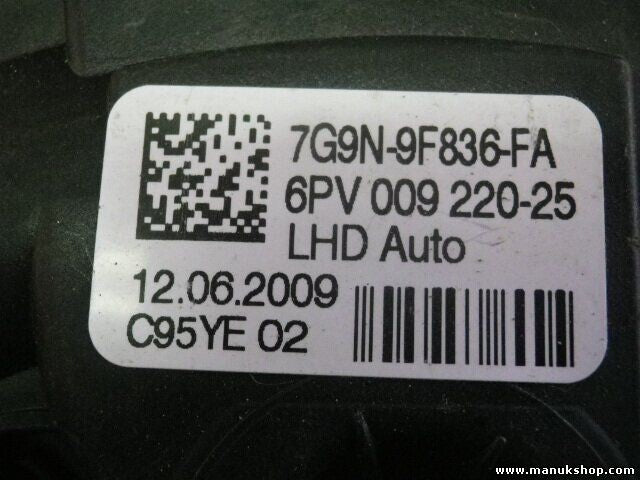 7G9N-9F836-FA
6PV 009 220-25
LHD Auto
12.06.2009
C95YE 02
www.manukshop.com